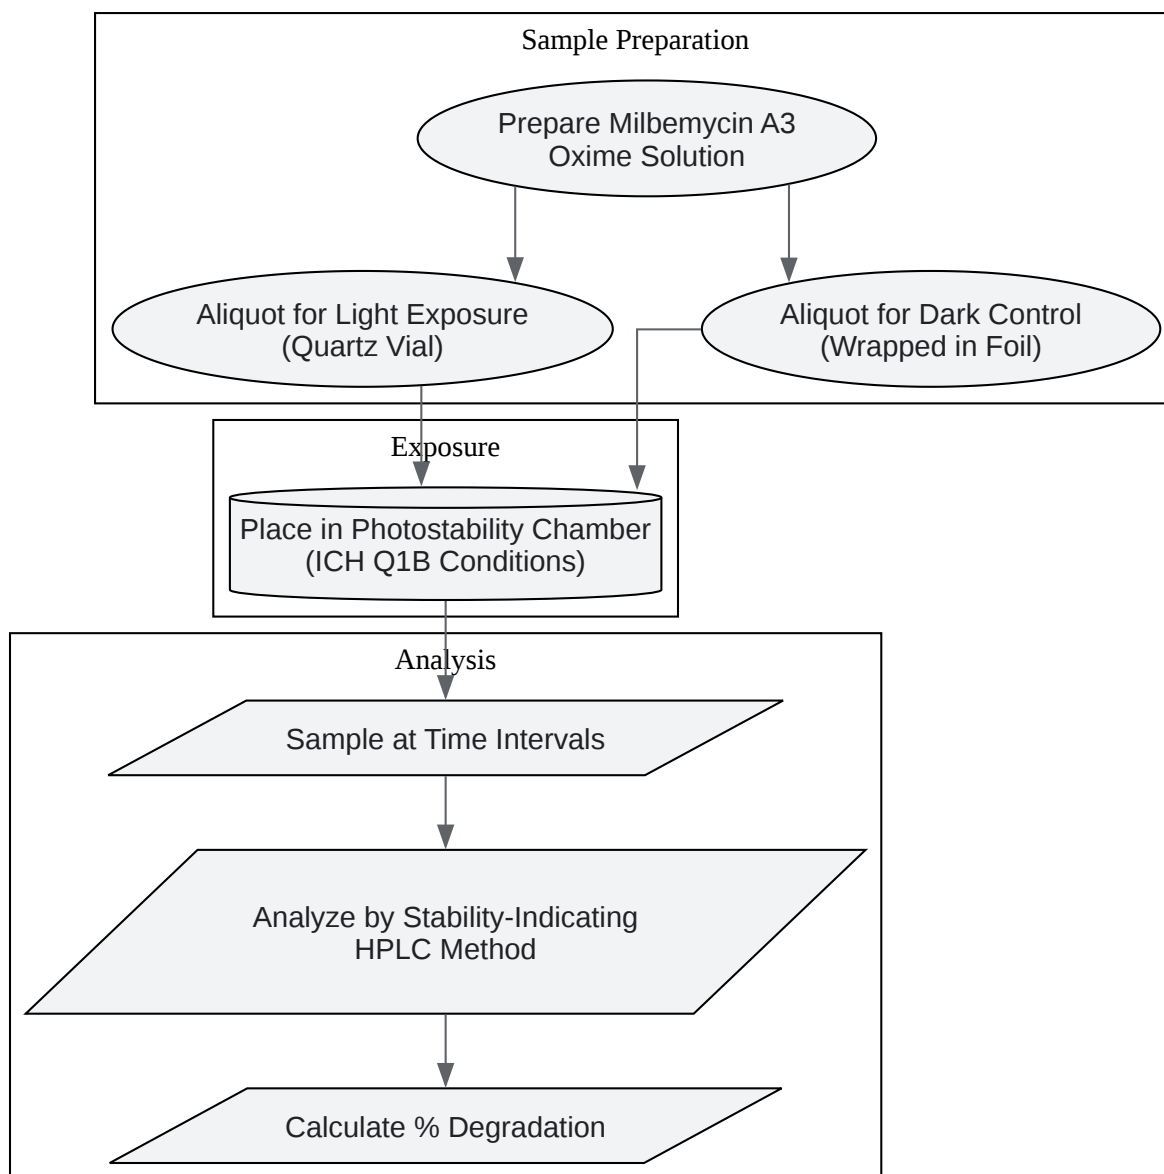 Sample Preparation
Prepare Milbemycin A3
Oxime Solution
Aliquot for Light Exposure
(Quartz Vial)
Aliquot for Dark Control
(Wrapped in Foil)
Exposure
Place in Photostability Chamber
(ICH Q1B Conditions)
Analysis
Sample at Time Intervals
Analyze by Stability-Indicating
HPLC Method
Calculate % Degradation